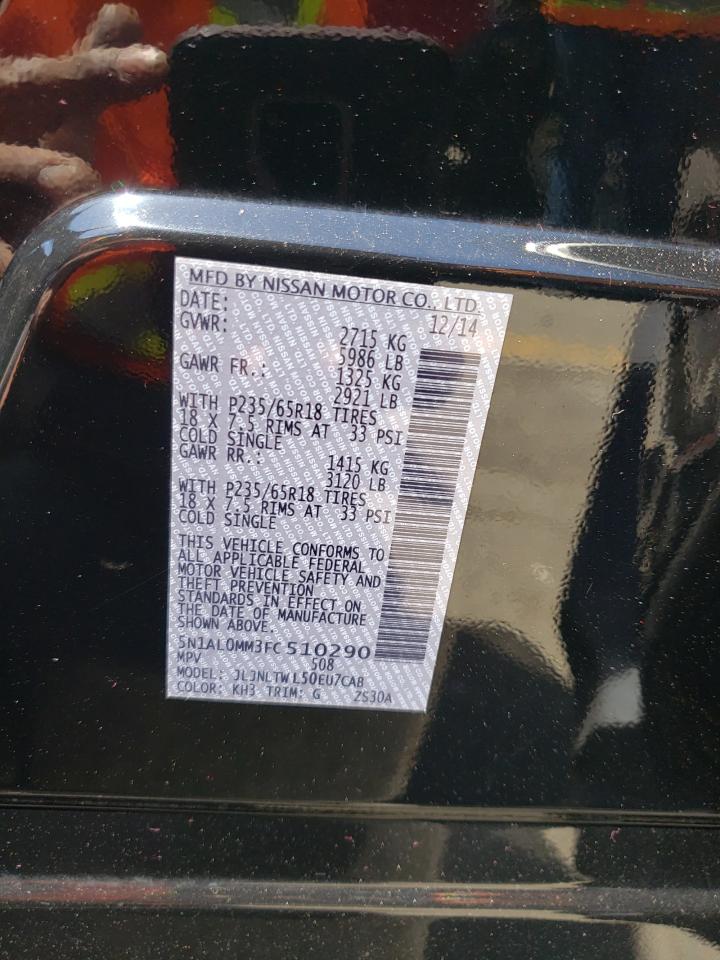 MFD BY NISSAN MOTOR CO., LTD.
DATE: 12/14
GVWR: 2715 KG
5986 LB
GAWR FR.: 1325 KG
2921 LB
WITH P235/65R18 TIRES
18 X 7.5 RIMS AT 33 PSI
COLD SINGLE
GAWR RR.: 1415 KG
3120 LB
WITH P235/65R18 TIRES
18 X 7.5 RIMS AT 33 PSI
COLD SINGLE
THIS VEHICLE CONFORMS TO
ALL APPLICABLE FEDERAL
MOTOR VEHICLE SAFETY AND
THEFT PREVENTION
STANDARDS IN EFFECT ON
THE DATE OF MANUFACTURE
SHOWN ABOVE.
5N1AL0MM3FC 510290
MPV 508
MODEL: JLJNLTW L50EU7CA8
COLOR: KH3 TRIM: G ZS30A